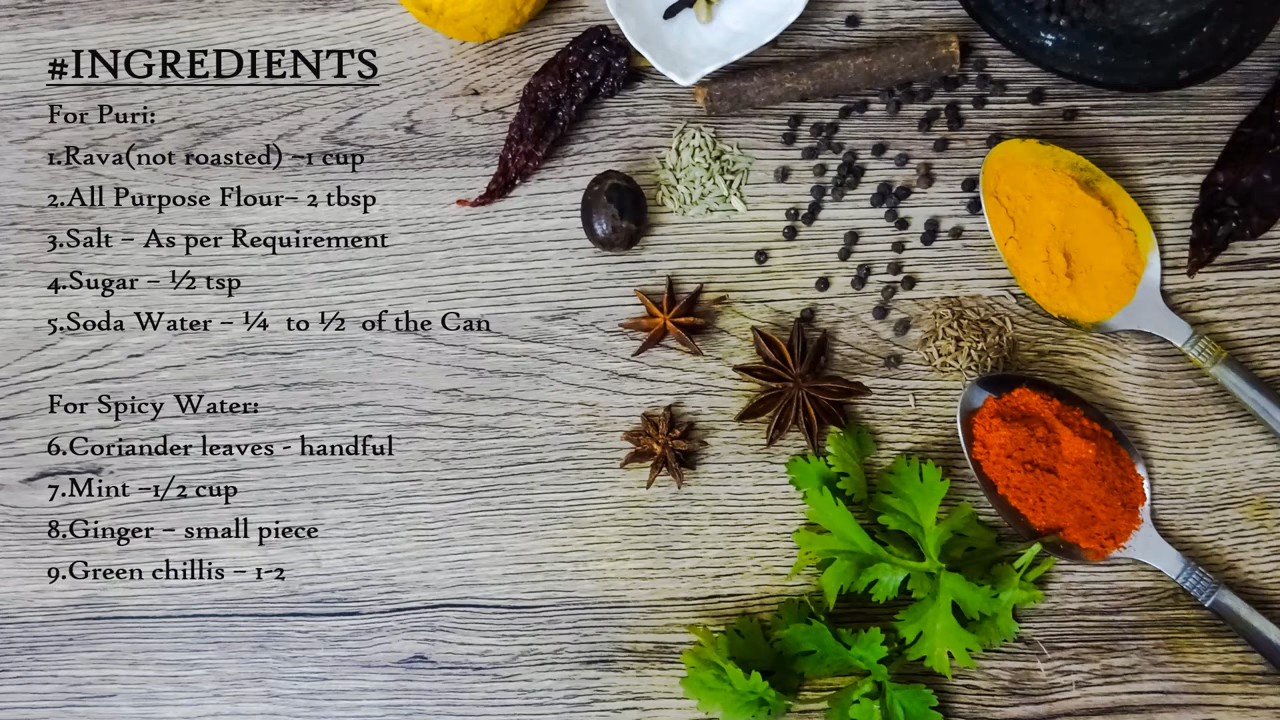 #INGREDIENTS
For Puri:
1.Rava(not roasted) –1 cup
2.All Purpose Flour– 2 tbsp
3.Salt – As per Requirement
4.Sugar – ½ tsp
5.Soda Water – ¼ to ½ of the Can
For Spicy Water:
6.Coriander leaves - handful
7.Mint –1/2 cup
8.Ginger – small piece
9.Green chillis – 1-2